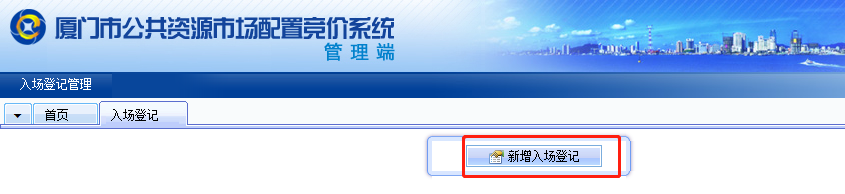 厦门市公共资源市场配置竞价系统
管理端
入场登记管理
首页
入场登记
新增入场登记